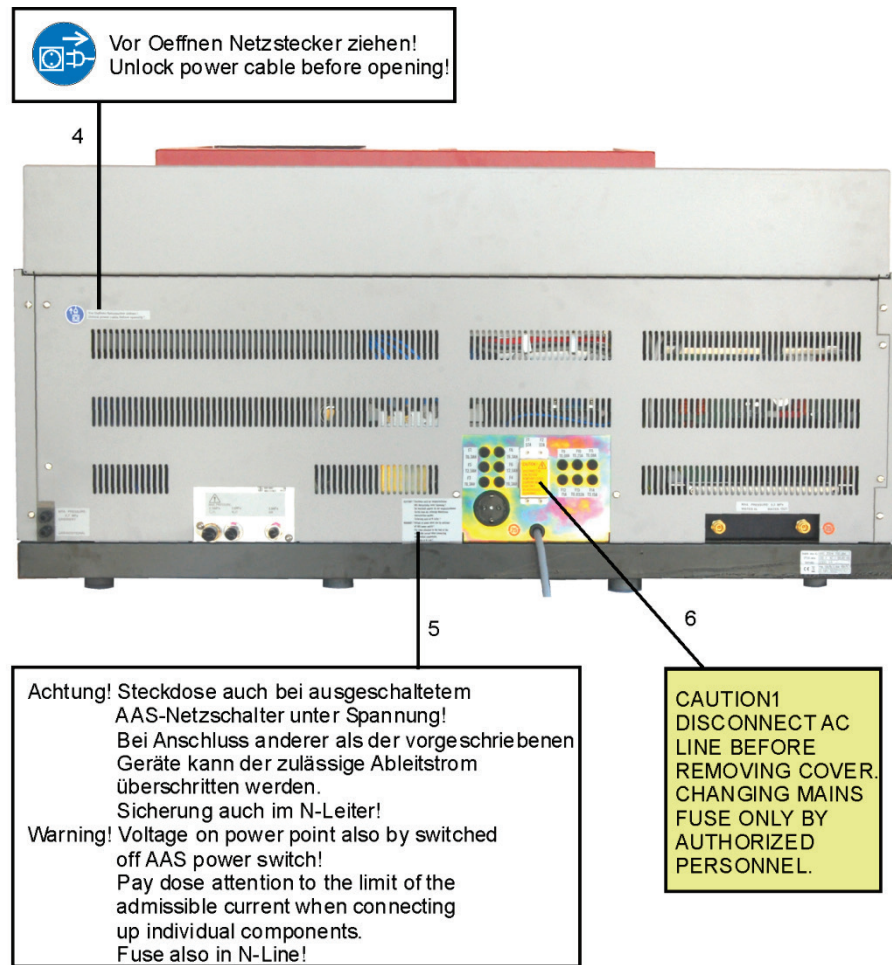 Vor Oeffnen Netzstecker ziehen!
Unlock power cable before opening!
4
5
6
Achtung! Steckdose auch bei ausgeschaltetem
AAS-Netzschalter unter Spannung!
Bei Anschluss anderer als der vorgeschriebenen
Geräte kann der zulässige Ableitstrom
überschritten werden.
Sicherung auch im N-Leiter!
Warning! Voltage on power point also by switched
off AAS power switch!
Pay dose attention to the limit of the
admissible current when connecting
up individual components.
Fuse also in N-Line!
CAUTION1
DISCONNECT AC
LINE BEFORE
REMOVING COVER.
CHANGING MAINS
FUSE ONLY BY
AUTHORIZED
PERSONNEL.